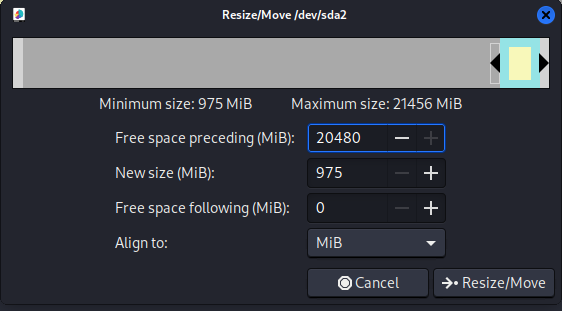 Resize/Move /dev/sda2
Minimum size: 975 MiB Maximum size: 21456 MiB
Free space preceding (MiB): 20480
New size (MiB): 975
Free space following (MiB): 0
Align to: MiB
Cancel Resize/Move